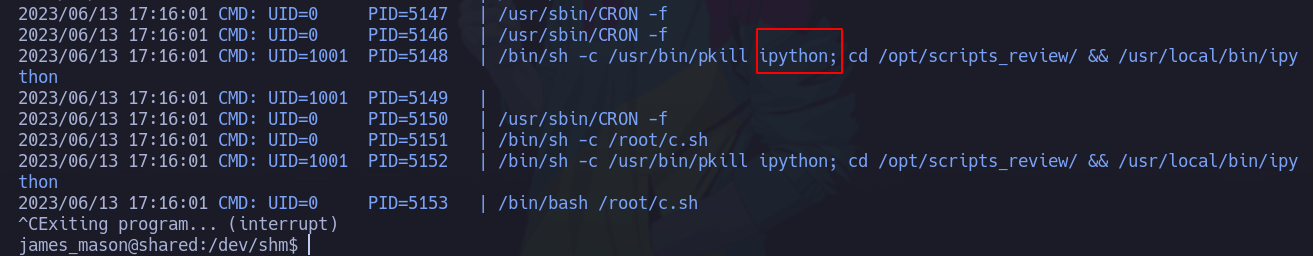 2023/06/13 17:16:01 CMD: UID=0     PID=5147   | /usr/sbin/CRON -f
2023/06/13 17:16:01 CMD: UID=0     PID=5146   | /usr/sbin/CRON -f
2023/06/13 17:16:01 CMD: UID=1001  PID=5148   | /bin/sh -c /usr/bin/pkill ipython; cd /opt/scripts_review/ && /usr/local/bin/ipy
thon
2023/06/13 17:16:01 CMD: UID=1001  PID=5149   |
2023/06/13 17:16:01 CMD: UID=0     PID=5150   | /usr/sbin/CRON -f
2023/06/13 17:16:01 CMD: UID=0     PID=5151   | /bin/sh -c /root/c.sh
2023/06/13 17:16:01 CMD: UID=1001  PID=5152   | /bin/sh -c /usr/bin/pkill ipython; cd /opt/scripts_review/ && /usr/local/bin/ipy
thon
2023/06/13 17:16:01 CMD: UID=0     PID=5153   | /bin/bash /root/c.sh
^CExiting program... (interrupt)
james_mason@shared:/dev/shm$